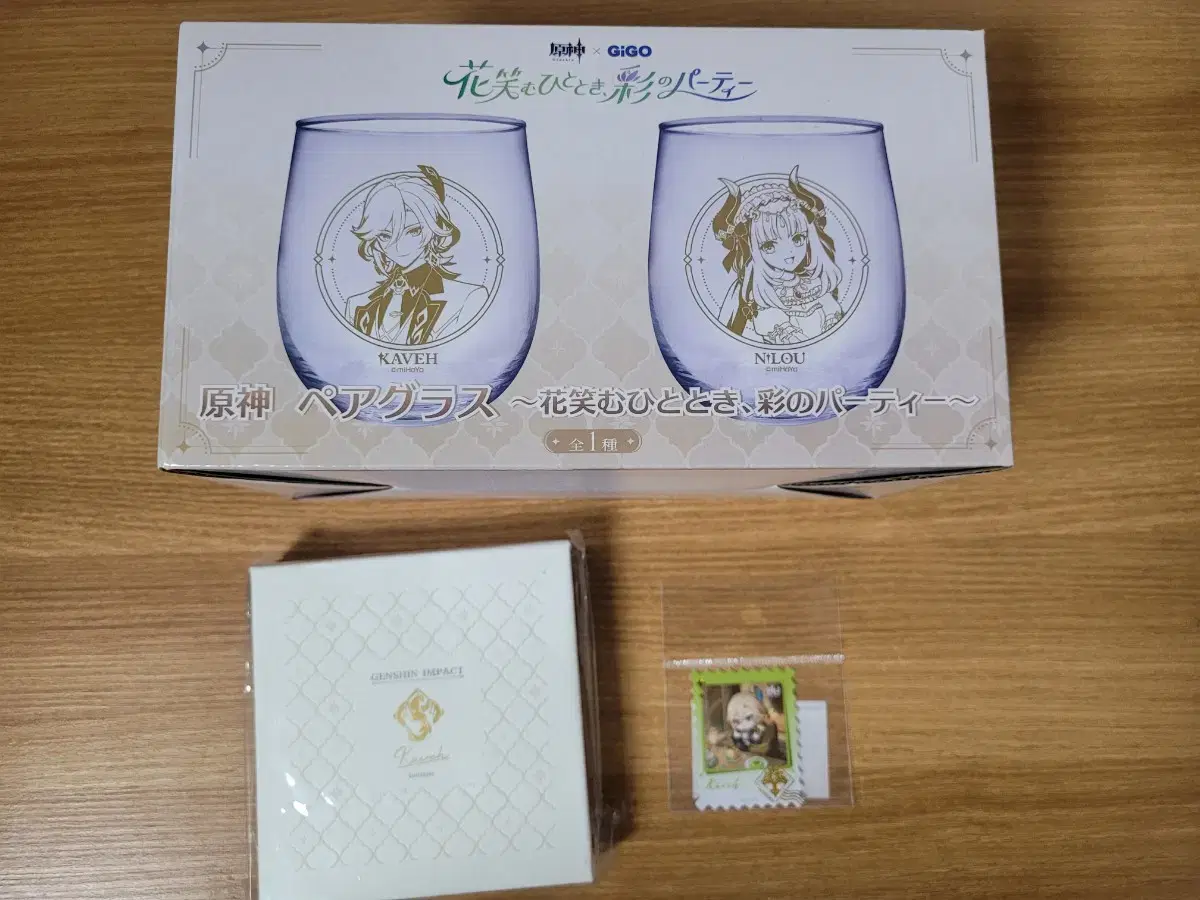 原神 × GiGO
花笑むひととき、彩のパーティー
KAVEH
©miHoYo
NILOU
©miHoYo
原神 ペアグラス ～花笑むひととき、彩のパーティー～
全1種
GENSHIN IMPACT
Kaveh
Kaveh